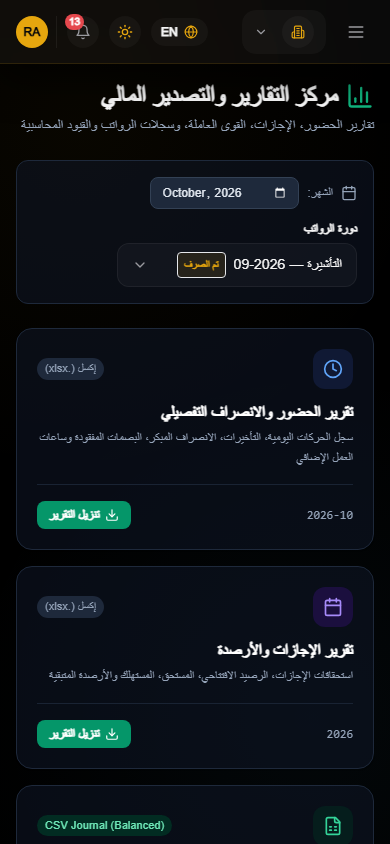 RA
13
EN
مركز التقارير والتصدير المالي
تقارير الحضور، الإجازات، القوى العاملة، وسجلات الرواتب والقيود المحاسبية
الشهر:
October, 2026
دورة الرواتب
التأشيرة — 2026-09
تم الصرف
إكسل (.xlsx)
تقرير الحضور والانصراف التفصيلي
سجل الحركات اليومية، التأخيرات، الانصراف المبكر، البصمات المفقودة وساعات
العمل الإضافي
2026-10
تنزيل التقرير
إكسل (.xlsx)
تقرير الإجازات والأرصدة
استحقاقات الإجازات، الرصيد الافتتاحي، المستحق، المستهلك والأرصدة المتبقية
2026
تنزيل التقرير
CSV Journal (Balanced)